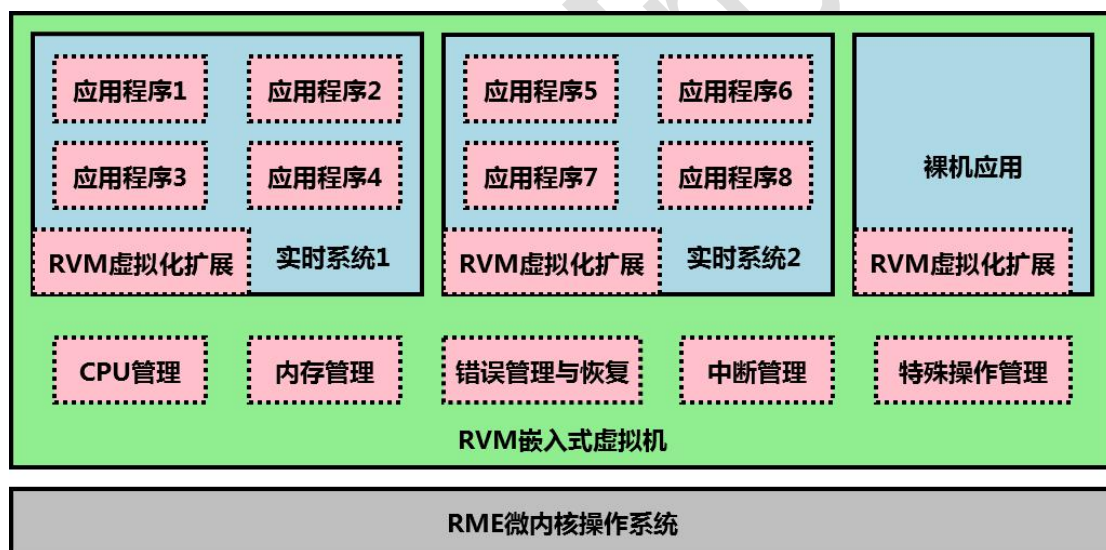 应用程序1 应用程序2 应用程序5 应用程序6
应用程序3 应用程序4 应用程序7 应用程序8 裸机应用
RVM虚拟化扩展 实时系统1 RVM虚拟化扩展 实时系统2 RVM虚拟化扩展
CPU管理 内存管理 错误管理与恢复 中断管理 特殊操作管理
RVM嵌入式虚拟机
RME微内核操作系统